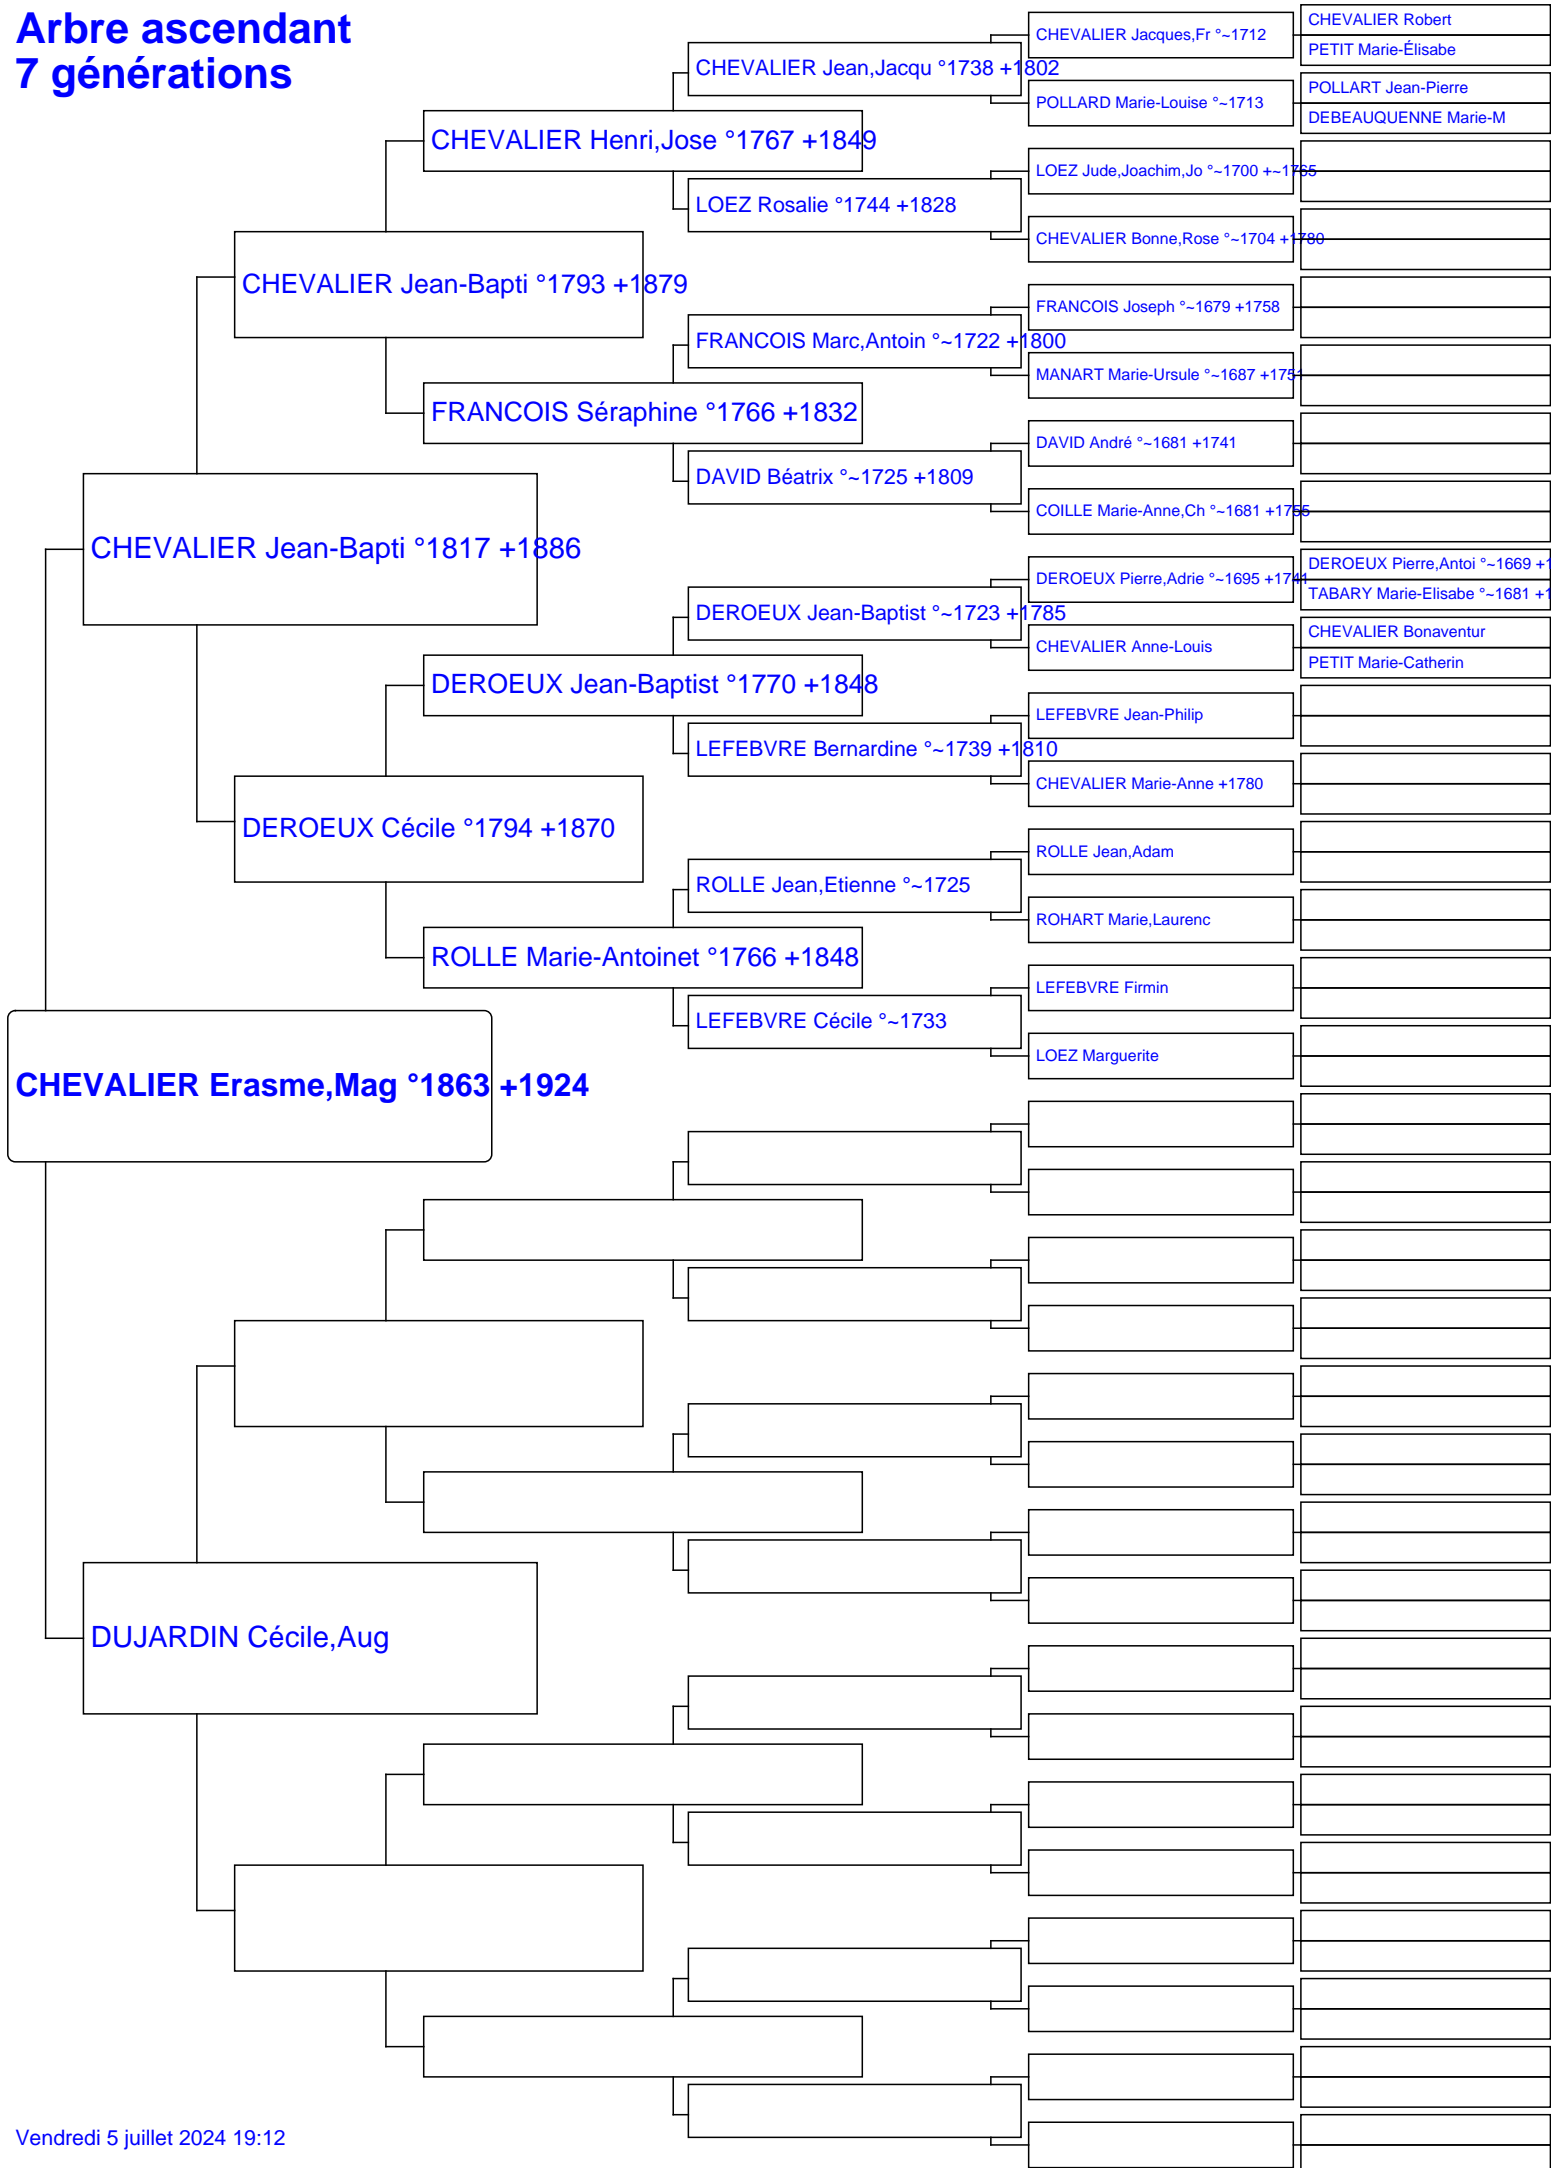 Arbre ascendant
7 générations
CHEVALIER Robert
CHEVALIER Jacques,Fr °~1712
PETIT Marie-Élisabe
CHEVALIER Jean,Jacqu °1738 +1802
POLLART Jean-Pierre
POLLARD Marie-Louise °~1713
DEBEAUQUENNE Marie-M
CHEVALIER Henri,Jose °1767 +1849
LOEZ Jude,Joachim,Jo °~1700 +~1765
LOEZ Rosalie °1744 +1828
CHEVALIER Bonne,Rose °~1704 +1780
CHEVALIER Jean-Bapti °1793 +1879
FRANCOIS Joseph °~1679 +1758
FRANCOIS Marc,Antoin °~1722 +1800
MANART Marie-Ursule °~1687 +1751
FRANCOIS Séraphine °1766 +1832
DAVID André °~1681 +1741
DAVID Béatrix °~1725 +1809
COILLE Marie-Anne,Ch °~1681 +1755
CHEVALIER Jean-Bapti °1817 +1886
DEROEUX Pierre,Antoi °~1669 +1
DEROEUX Pierre,Adrie °~1695 +1741
TABARY Marie-Elisabe °~1681 +1
DEROEUX Jean-Baptist °~1723 +1785
CHEVALIER Bonaventur
CHEVALIER Anne-Louis
PETIT Marie-Catherin
DEROEUX Jean-Baptist °1770 +1848
LEFEBVRE Jean-Philip
LEFEBVRE Bernardine °~1739 +1810
CHEVALIER Marie-Anne +1780
DEROEUX Cécile °1794 +1870
ROLLE Jean,Adam
ROLLE Jean,Etienne °~1725
ROHART Marie,Laurenc
ROLLE Marie-Antoinet °1766 +1848
LEFEBVRE Firmin
LEFEBVRE Cécile °~1733
LOEZ Marguerite
CHEVALIER Erasme,Mag °1863 +1924
DUJARDIN Cécile,Aug
Vendredi 5 juillet 2024 19:12